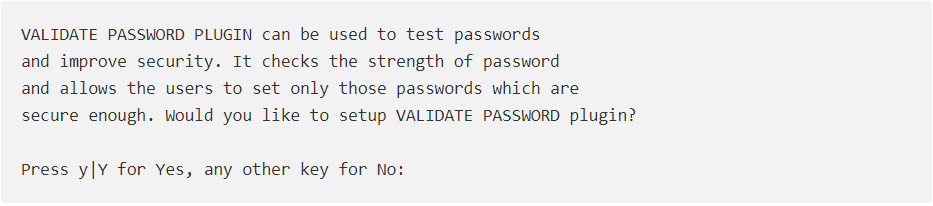 VALIDATE PASSWORD PLUGIN can be used to test passwords
and improve security. It checks the strength of password
and allows the users to set only those passwords which are
secure enough. Would you like to setup VALIDATE PASSWORD plugin?
Press y|Y for Yes, any other key for No: